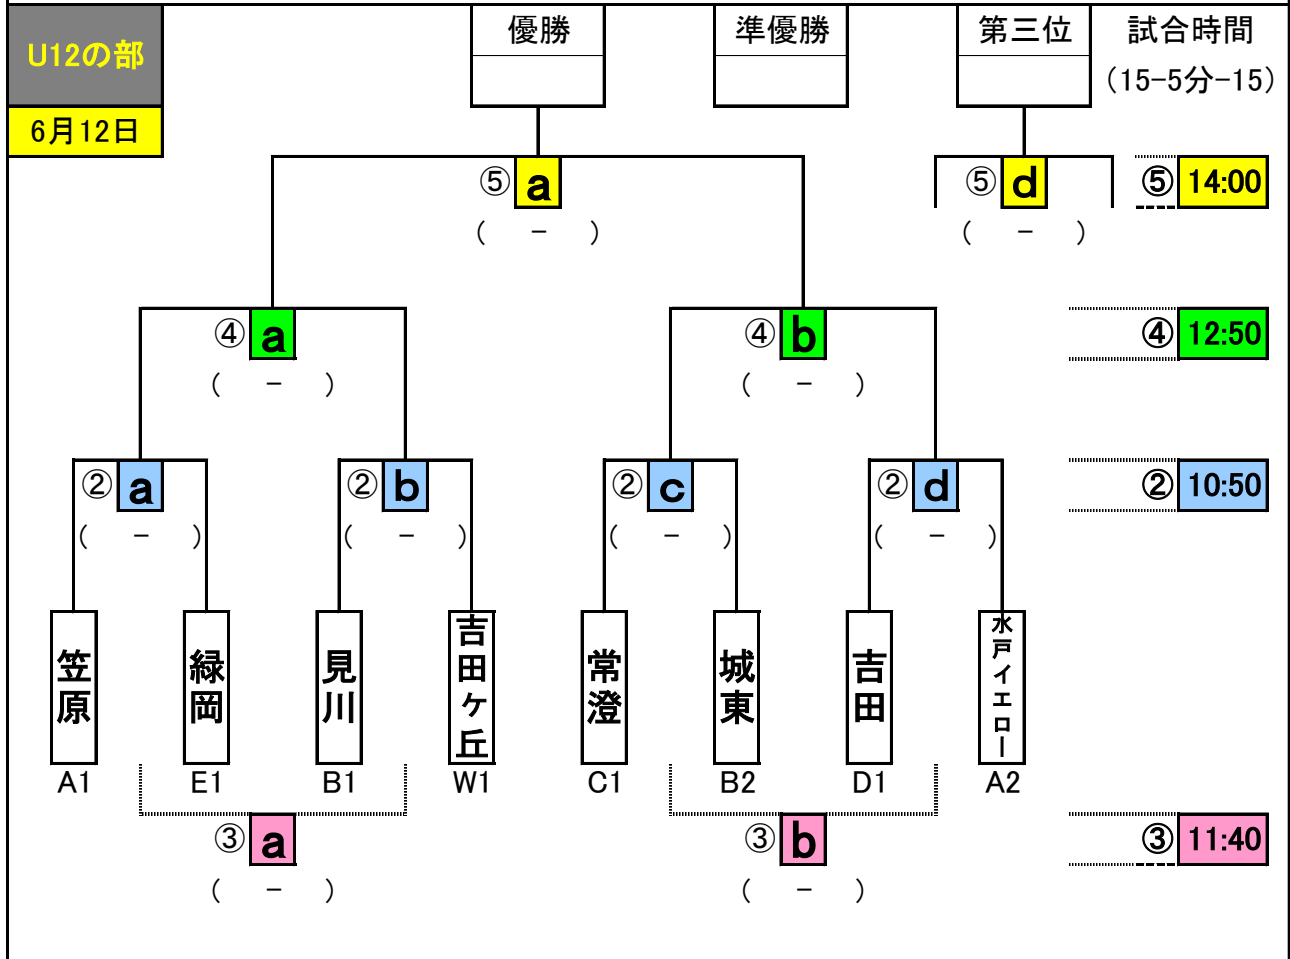 U12の部
優勝
準優勝
第三位
試合時間
(15-5分-15)
6月12日
⑤ a
⑤ d
⑤ 14:00
( - )
( - )
④ a
④ b
④ 12:50
( - )
( - )
② a
② b
② c
② d
② 10:50
( - )
( - )
( - )
( - )
笠原
緑岡
見川
吉田ヶ丘
常澄
城東
吉田
水戸イエロー
A1
E1
B1
W1
C1
B2
D1
A2
③ a
③ b
③ 11:40
( - )
( - )